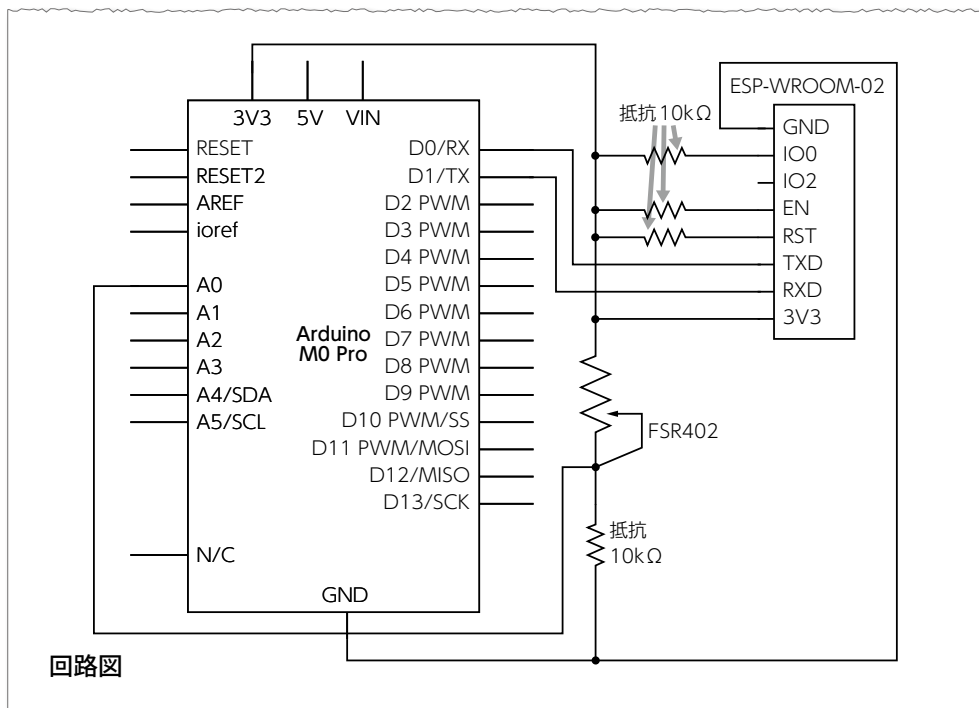 3V3 5V VIN
RESET
RESET2
AREF
ioref
A0
A1
A2
A3
A4/SDA
A5/SCL
N/C
Arduino
M0 Pro
D0/RX
D1/TX
D2 PWM
D3 PWM
D4 PWM
D5 PWM
D6 PWM
D7 PWM
D8 PWM
D9 PWM
D10 PWM/SS
D11 PWM/MOSI
D12/MISO
D13/SCK
GND
抵抗10kΩ
ESP-WROOM-02
GND
IO0
IO2
EN
RST
TXD
RXD
3V3
FSR402
抵抗
10kΩ
回路図